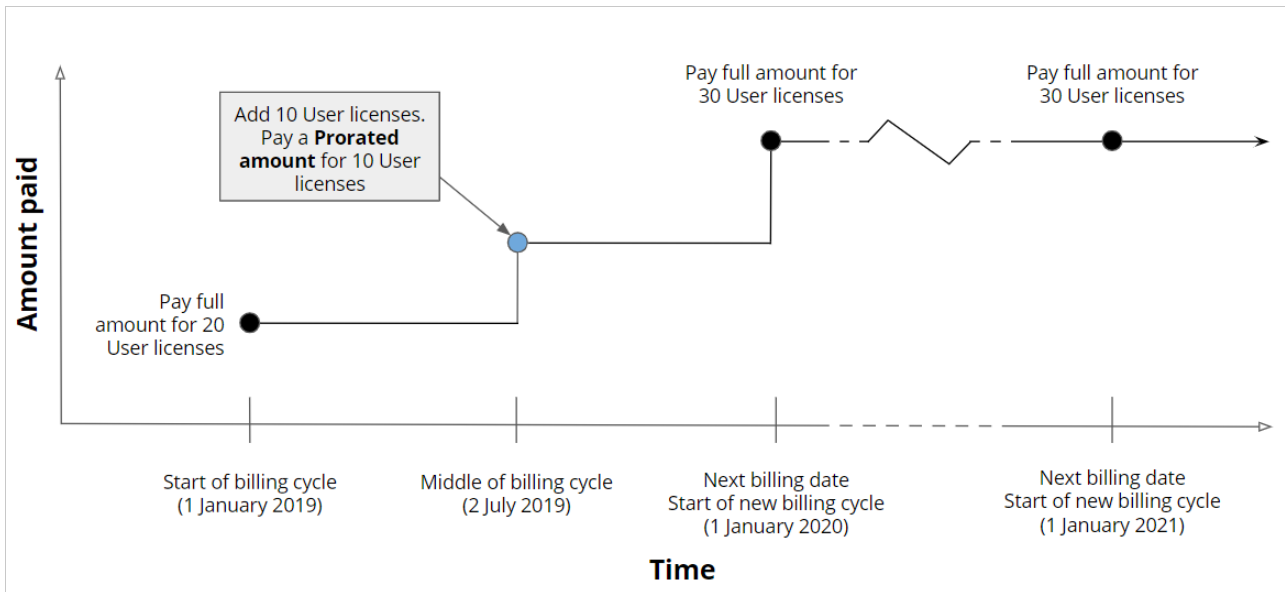 Pay full amount for
30 User licenses
Pay full amount for
30 User licenses
Add 10 User licenses.
Pay a Prorated
amount for 10 User
licenses
Amount paid
Pay full
amount for 20
User licenses
Start of billing cycle
(1 January 2019)
Middle of billing cycle
(2 July 2019)
Next billing date
Start of new billing cycle
(1 January 2020)
Next billing date
Start of new billing cycle
(1 January 2021)
Time